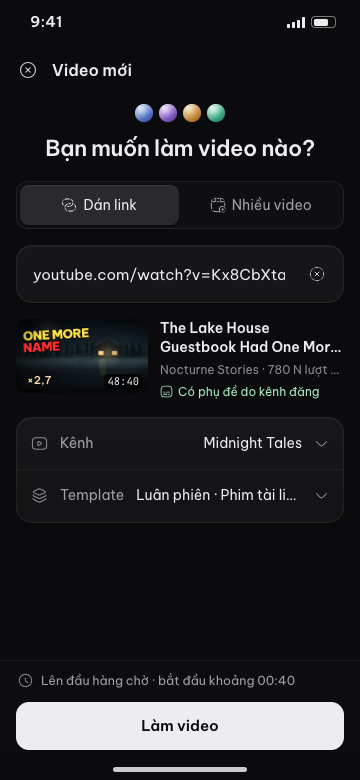 9:41
Video mới
Bạn muốn làm video nào?
Dán link
Nhiều video
youtube.com/watch?v=Kx8CbXta
ONE MORE
NAME
×2,7
48:40
The Lake House
Guestbook Had One Mor...
Nocturne Stories · 780 N lượt ...
Có phụ đề do kênh đăng
Kênh
Midnight Tales
Template
Luân phiên · Phim tài li...
Lên đầu hàng chờ · bắt đầu khoảng 00:40
Làm video